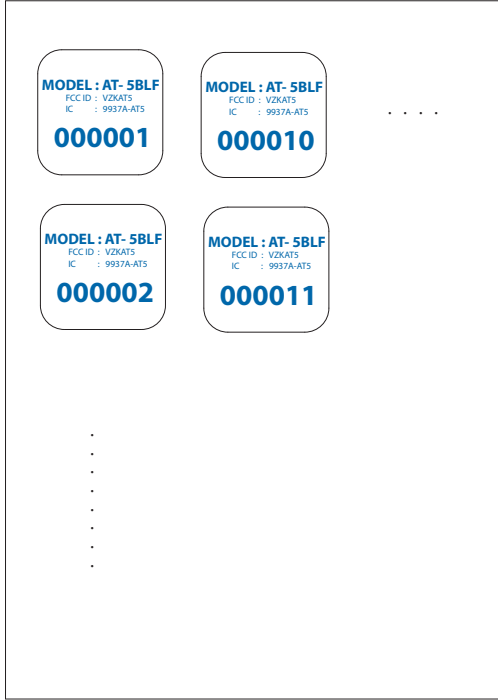 MODEL : AT- 5BLF
FCC ID : VZKAT5
IC : 9937A-AT5
000001
MODEL : AT- 5BLF
FCC ID : VZKAT5
IC : 9937A-AT5
000010
. . . .
MODEL : AT- 5BLF
FCC ID : VZKAT5
IC : 9937A-AT5
000002
MODEL : AT- 5BLF
FCC ID : VZKAT5
IC : 9937A-AT5
000011
.
.
.
.
.
.
.
.